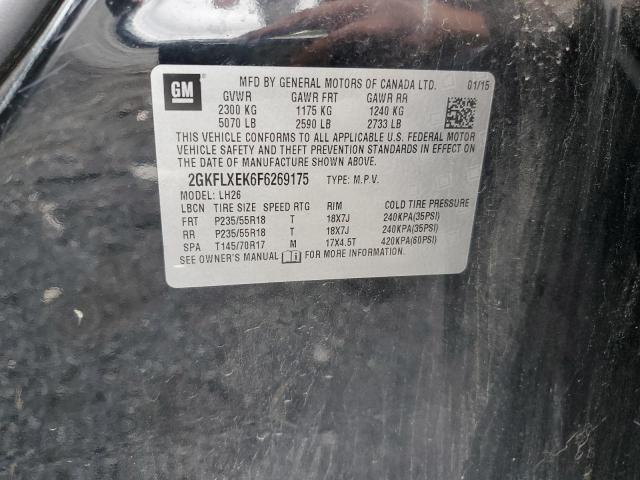 GM
MFD BY GENERAL MOTORS OF CANADA LTD. 01/15
GVWR GAWR FRT GAWR RR
2300 KG 1175 KG 1240 KG
5070 LB 2590 LB 2733 LB
THIS VEHICLE CONFORMS TO ALL APPLICABLE U.S. FEDERAL MOTOR
VEHICLE SAFETY AND THEFT PREVENTION STANDARDS IN EFFECT ON
THE DATE OF MANUFACTURE SHOWN ABOVE.
2GKFLXEK6F6269175 TYPE: M.P.V.
MODEL: LH26
LBCN TIRE SIZE SPEED RTG RIM COLD TIRE PRESSURE
FRT P235/55R18 T 18X7J 240KPA(35PSI)
RR P235/55R18 T 18X7J 240KPA(35PSI)
SPA T145/70R17 M 17X4.5T 420KPA(60PSI)
SEE OWNER'S MANUAL FOR MORE INFORMATION.